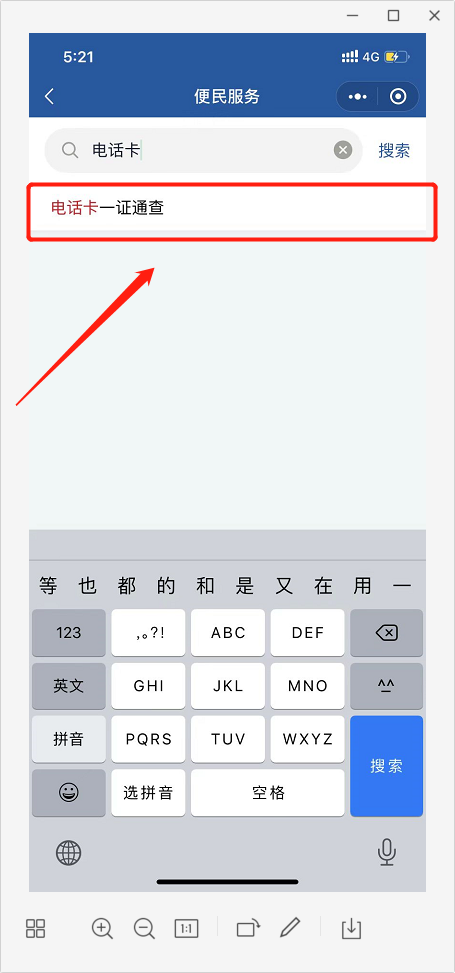 5:21
4G
便民服务
电话卡
搜索
电话卡一证通查
等 也 都 的 和 是 又 在 用 一
123
,。?!
ABC
DEF
英文
GHI
JKL
MNO
^^
拼音
PQRS
TUV
WXYZ
搜索
选拼音
空格
1:1